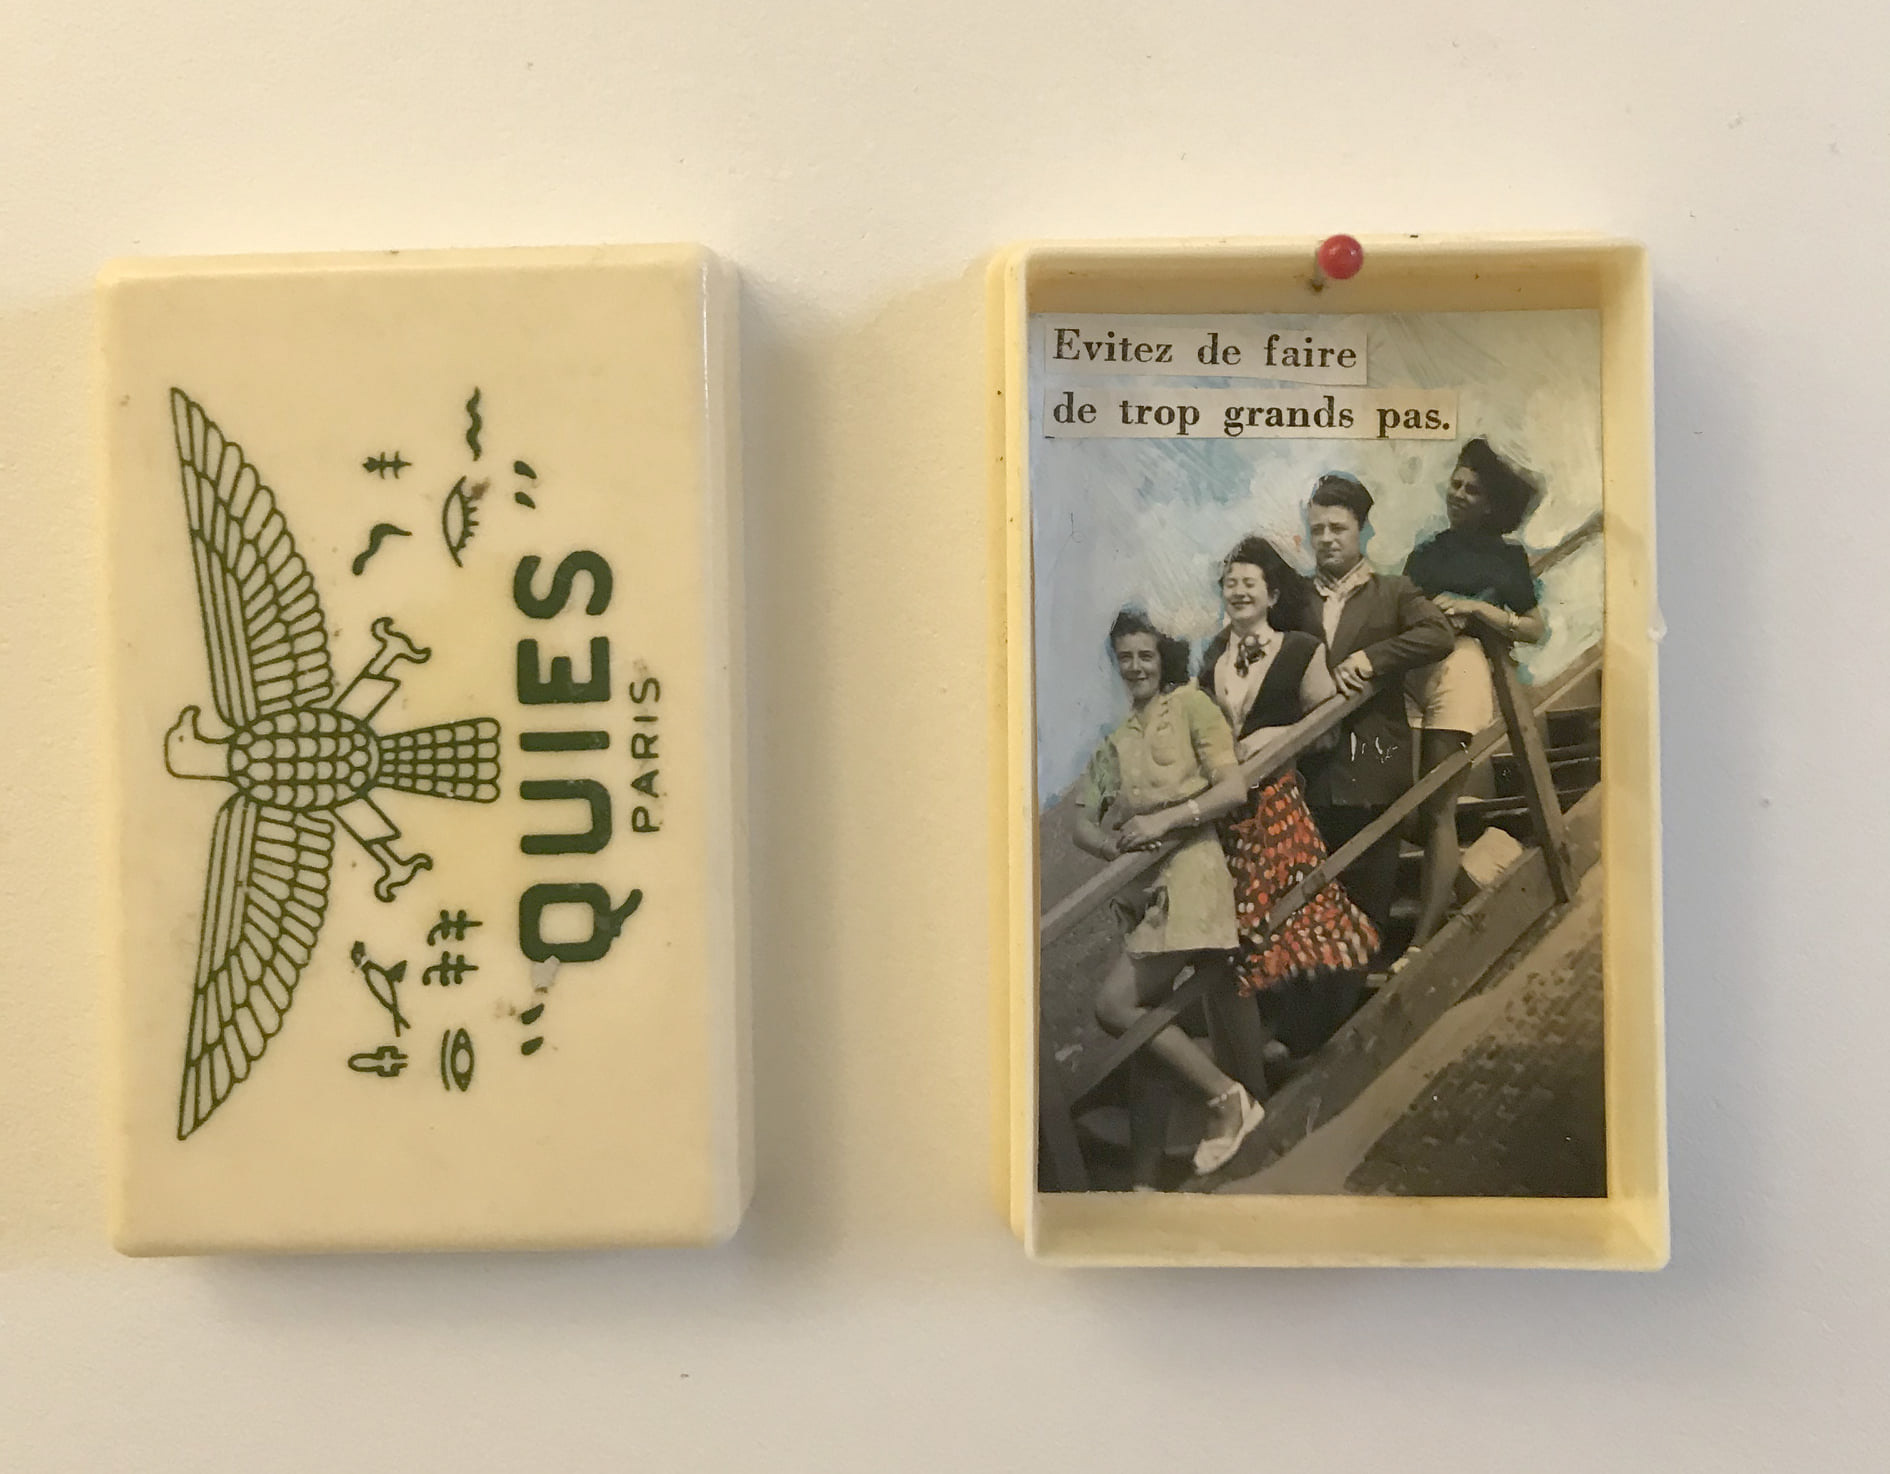 " QUIES "
PARIS
Evitez de faire
de trop grands pas.